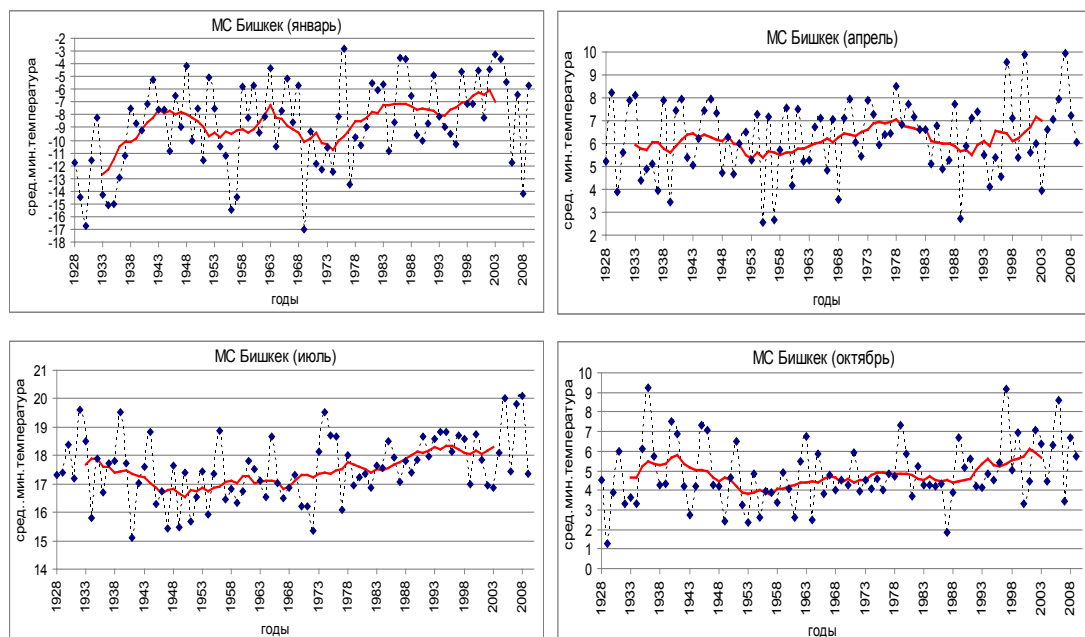 МС Бишкек (январь)
-2
-3
-4
-5
-6
-7
-8
-9
-10
-11
-12
-13
-14
-15
-16
-17
-18
сред.мин.температура
1928 1933 1938 1943 1948 1953 1958 1963 1968 1973 1978 1983 1988 1993 1998 2003 2008
годы
МС Бишкек (апрель)
10
9
8
7
6
5
4
3
2
сред. мин. температура
1928 1933 1938 1943 1948 1953 1958 1963 1968 1973 1978 1983 1988 1993 1998 2003 2008
годы
МС Бишкек (июль)
21
20
19
18
17
16
15
14
сред.мин.температура
1928 1933 1938 1943 1948 1953 1958 1963 1968 1973 1978 1983 1988 1993 1998 2003 2008
годы
МС Бишкек (октябрь)
10
9
8
7
6
5
4
3
2
1
0
сред.мин.температура
1928 1933 1938 1943 1948 1953 1958 1963 1968 1973 1978 1983 1988 1993 1998 2003 2008
годы